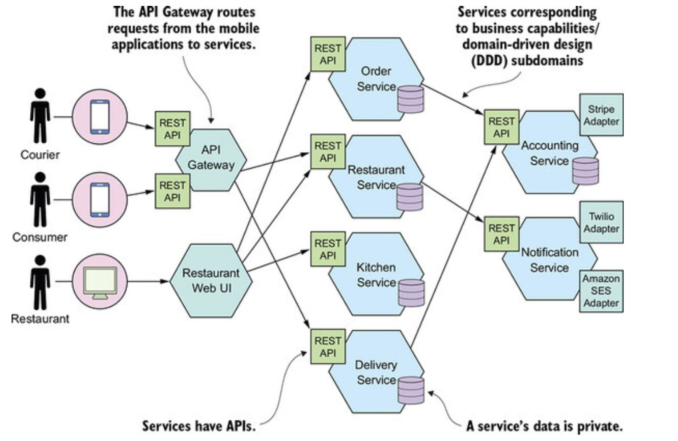 The API Gateway routes
requests from the mobile
applications to services.
Services corresponding
to business capabilities/
domain-driven design
(DDD) subdomains
REST
API
Order
Service
Courier
REST
API
API
Gateway
REST
API
Consumer
REST
API
Restaurant
Service
REST
API
Accounting
Service
Stripe
Adapter
Restaurant
Restaurant
Web UI
REST
API
Kitchen
Service
REST
API
Notification
Service
Twilio
Adapter
Amazon
SES
Adapter
REST
API
Delivery
Service
Services have APIs.
A service's data is private.